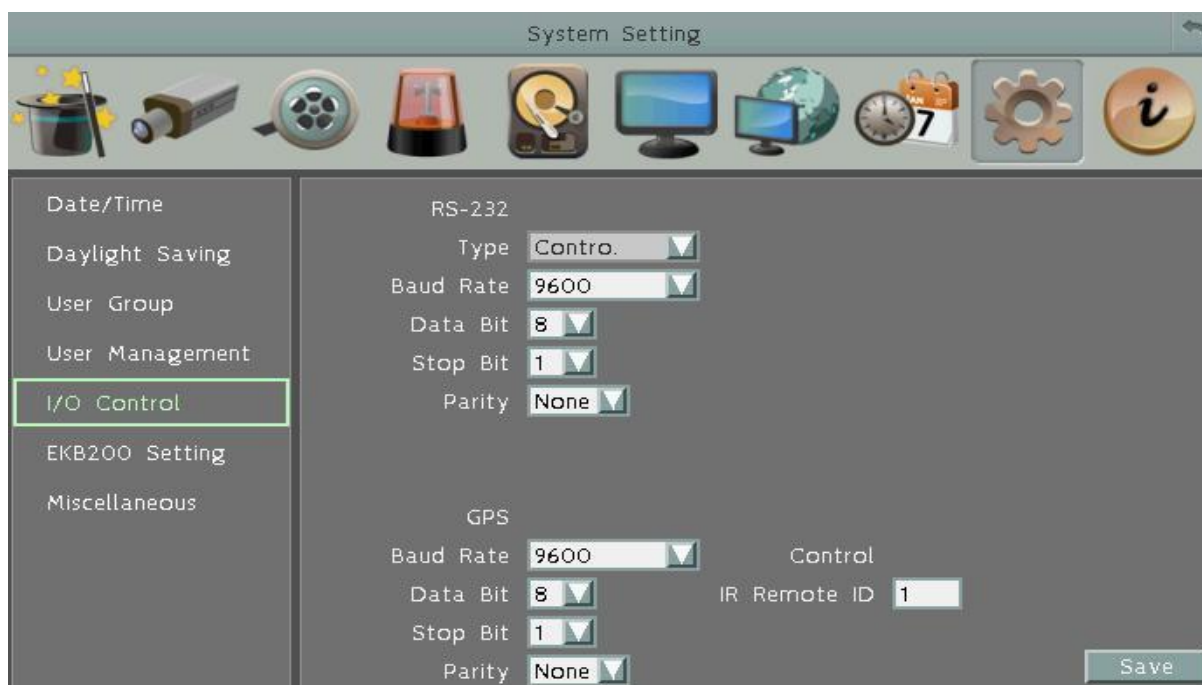 System Setting
JAN
7
Date/Time
Daylight Saving
User Group
User Management
I/O Control
EKB200 Setting
Miscellaneous
RS-232
Type Contro.
Baud Rate 9600
Data Bit 8
Stop Bit 1
Parity None
GPS
Baud Rate 9600 Control
Data Bit 8 IR Remote ID 1
Stop Bit 1
Parity None
Save